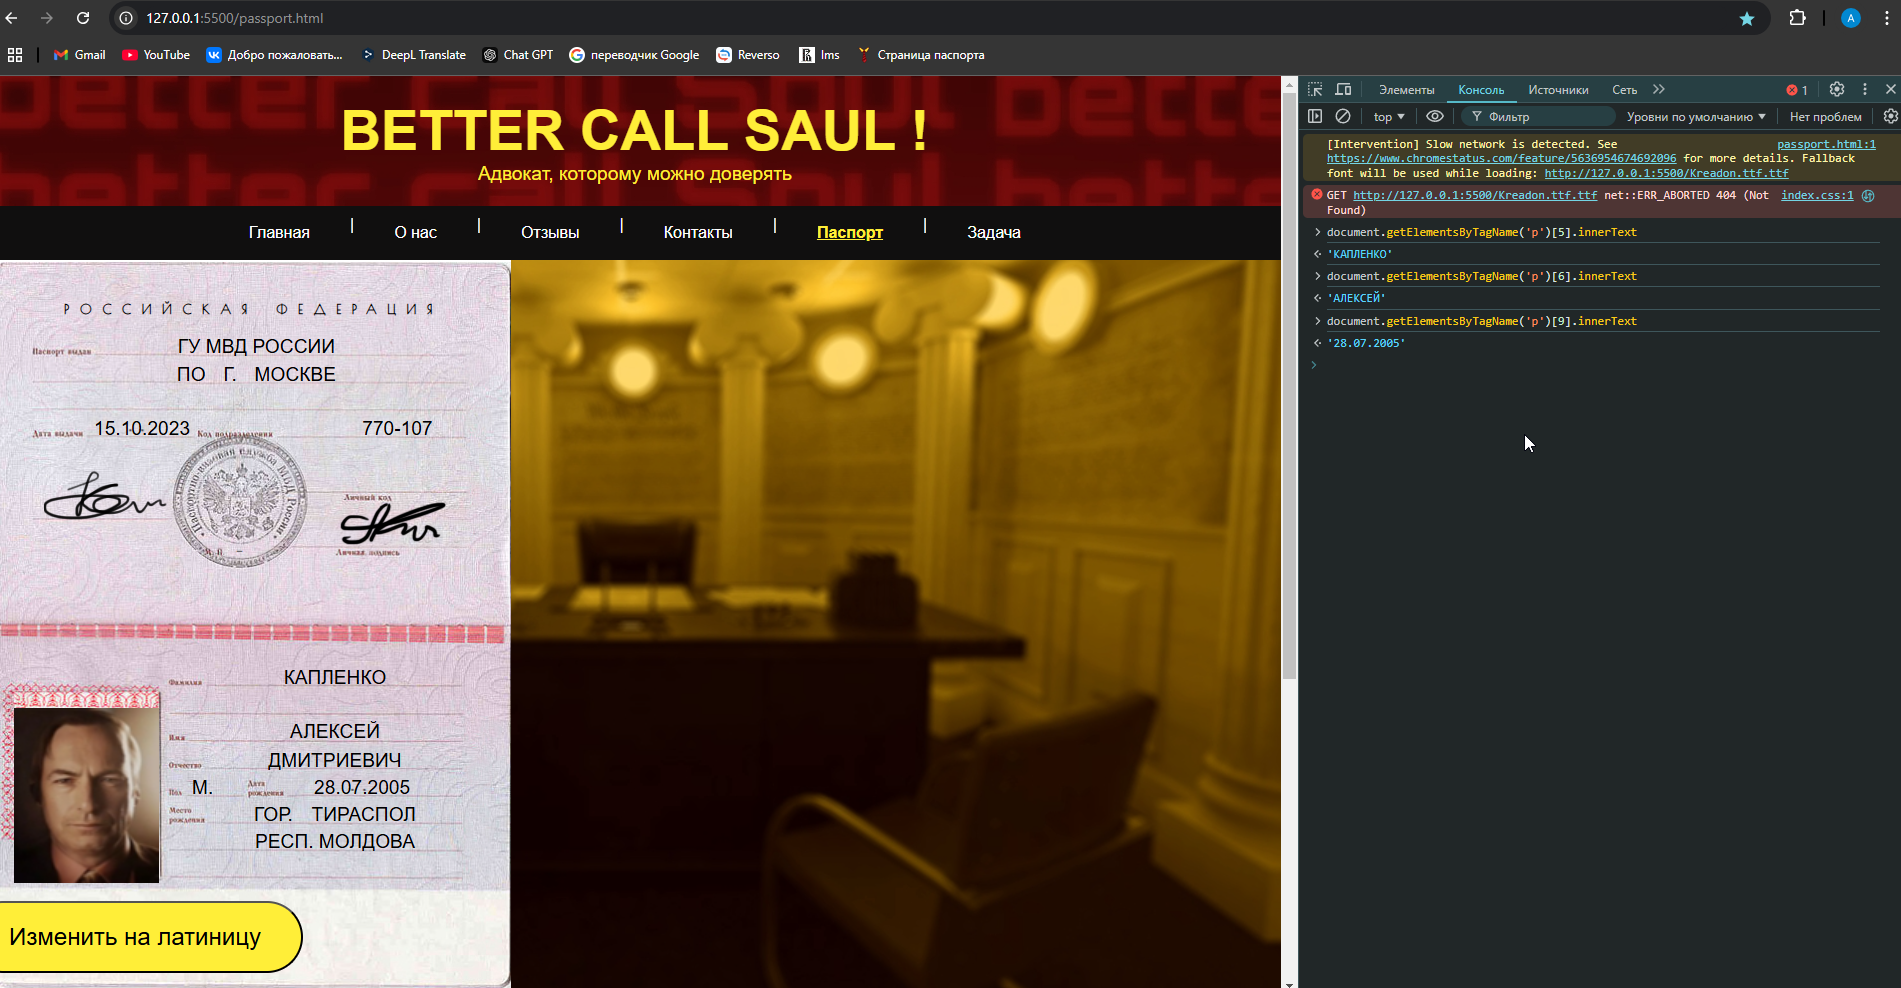 127.0.0.1:5500/passport.html
A
Gmail
YouTube
Добро пожаловать...
DeepL Translate
Chat GPT
переводчик Google
Reverso
lms
Страница паспорта
better call Saul better
better call Saul better
BETTER CALL SAUL !
Адвокат, которому можно доверять
Главная | О нас | Отзывы | Контакты | Паспорт | Задача
РОССИЙСКАЯ ФЕДЕРАЦИЯ
Паспорт выдан ГУ МВД РОССИИ
ПО Г. МОСКВЕ
Дата выдачи 15.10.2023 Код подразделения 770-107
Личный код
М. П.
Личная подпись
Фамилия КАПЛЕНКО
Имя АЛЕКСЕЙ
Отчество ДМИТРИЕВИЧ
Пол М. Дата рождения 28.07.2005
Место рождения ГОР. ТИРАСПОЛ
РЕСП. МОЛДОВА
Изменить на латиницу
Элементы Консоль Источники Сеть 1
top Фильтр Уровни по умолчанию Нет проблем
[Intervention] Slow network is detected. See passport.html:1
https://www.chromestatus.com/feature/5636954674692096 for more details. Fallback
font will be used while loading: http://127.0.0.1:5500/Kreadon.ttf.ttf
GET http://127.0.0.1:5500/Kreadon.ttf.ttf net::ERR_ABORTED 404 (Not index.css:1
Found)
document.getElementsByTagName('p')[5].innerText
'КАПЛЕНКО'
document.getElementsByTagName('p')[6].innerText
'АЛЕКСЕЙ'
document.getElementsByTagName('p')[9].innerText
'28.07.2005'